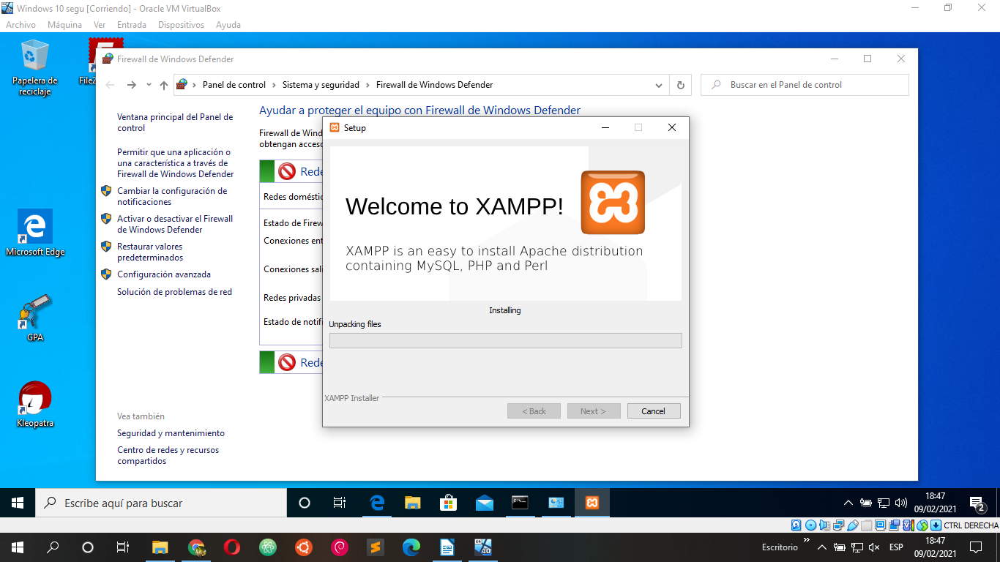 Windows 10 segu [Corriendo] - Oracle VM VirtualBox
Archivo Máquina Ver Entrada Dispositivos Ayuda
Papelera de
reciclaje
FileZ
Microsoft Edge
GPA
Kleopatra
Firewall de Windows Defender
Panel de control > Sistema y seguridad > Firewall de Windows Defender
Buscar en el Panel de control
Ventana principal del Panel de
control
Permitir que una aplicación o
una característica a través de
Firewall de Windows Defender
Cambiar la configuración de
notificaciones
Activar o desactivar el Firewall
de Windows Defender
Restaurar valores
predeterminados
Configuración avanzada
Solución de problemas de red
Vea también
Seguridad y mantenimiento
Centro de redes y recursos
compartidos
Ayudar a proteger el equipo con Firewall de Windows Defender
Firewall de Wind
obtengan acceso
Rede
Redes doméstic
Estado de Firew
Conexiones ent
Conexiones sali
Redes privadas
Estado de notifi
Rede
Setup
Welcome to XAMPP!
XAMPP is an easy to install Apache distribution
containing MySQL, PHP and Perl
Installing
Unpacking files
XAMPP Installer
< Back Next > Cancel
Escribe aquí para buscar
18:47
09/02/2021
2
CTRL DERECHA
Escritorio
ESP
18:47
09/02/2021